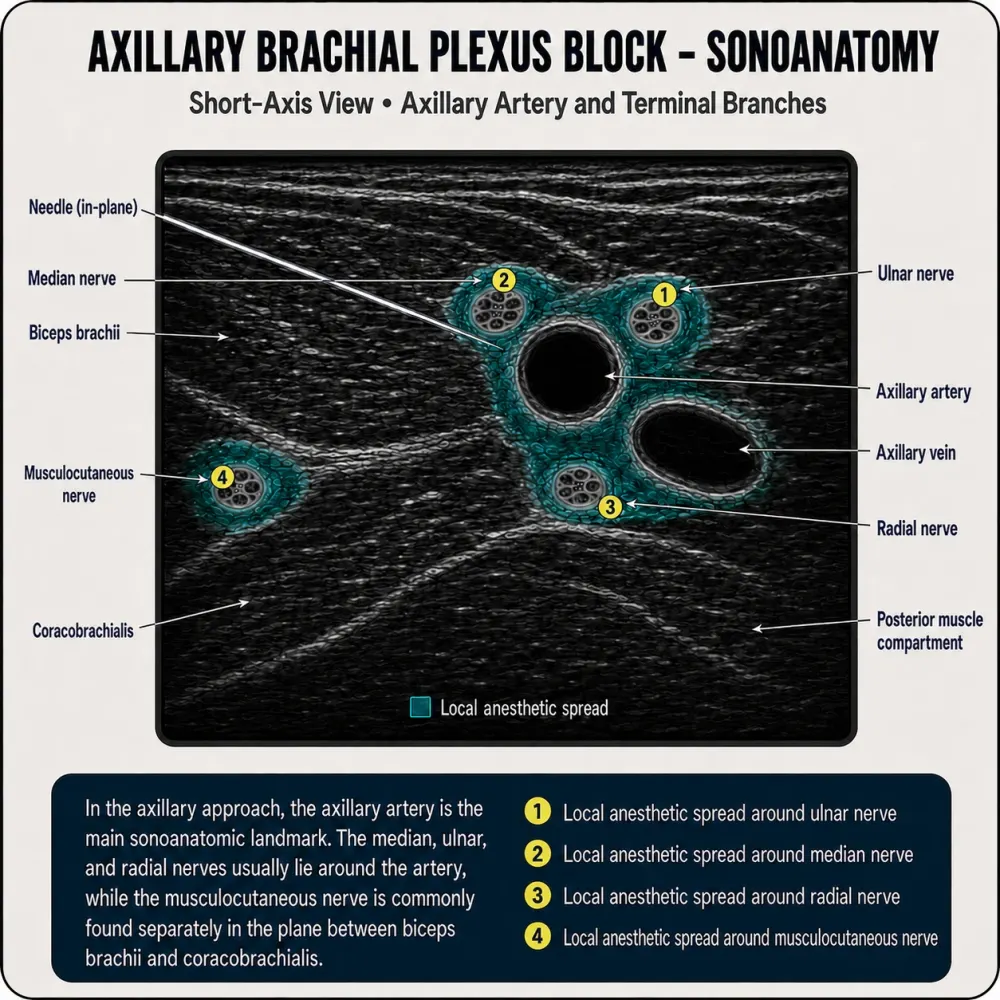 AXILLARY BRACHIAL PLEXUS BLOCK – SONOANATOMY
Short-Axis View • Axillary Artery and Terminal Branches
Needle (in-plane)
Median nerve
Biceps brachii
Musculocutaneous
nerve
Coracobrachialis
2
1
4
3
Ulnar nerve
Axillary artery
Axillary vein
Radial nerve
Posterior muscle
compartment
Local anesthetic spread
In the axillary approach, the axillary artery is the
main sonoanatomic landmark. The median, ulnar,
and radial nerves usually lie around the artery,
while the musculocutaneous nerve is commonly
found separately in the plane between biceps
brachii and coracobrachialis.
1 Local anesthetic spread around ulnar nerve
2 Local anesthetic spread around median nerve
3 Local anesthetic spread around radial nerve
4 Local anesthetic spread around musculocutaneous nerve